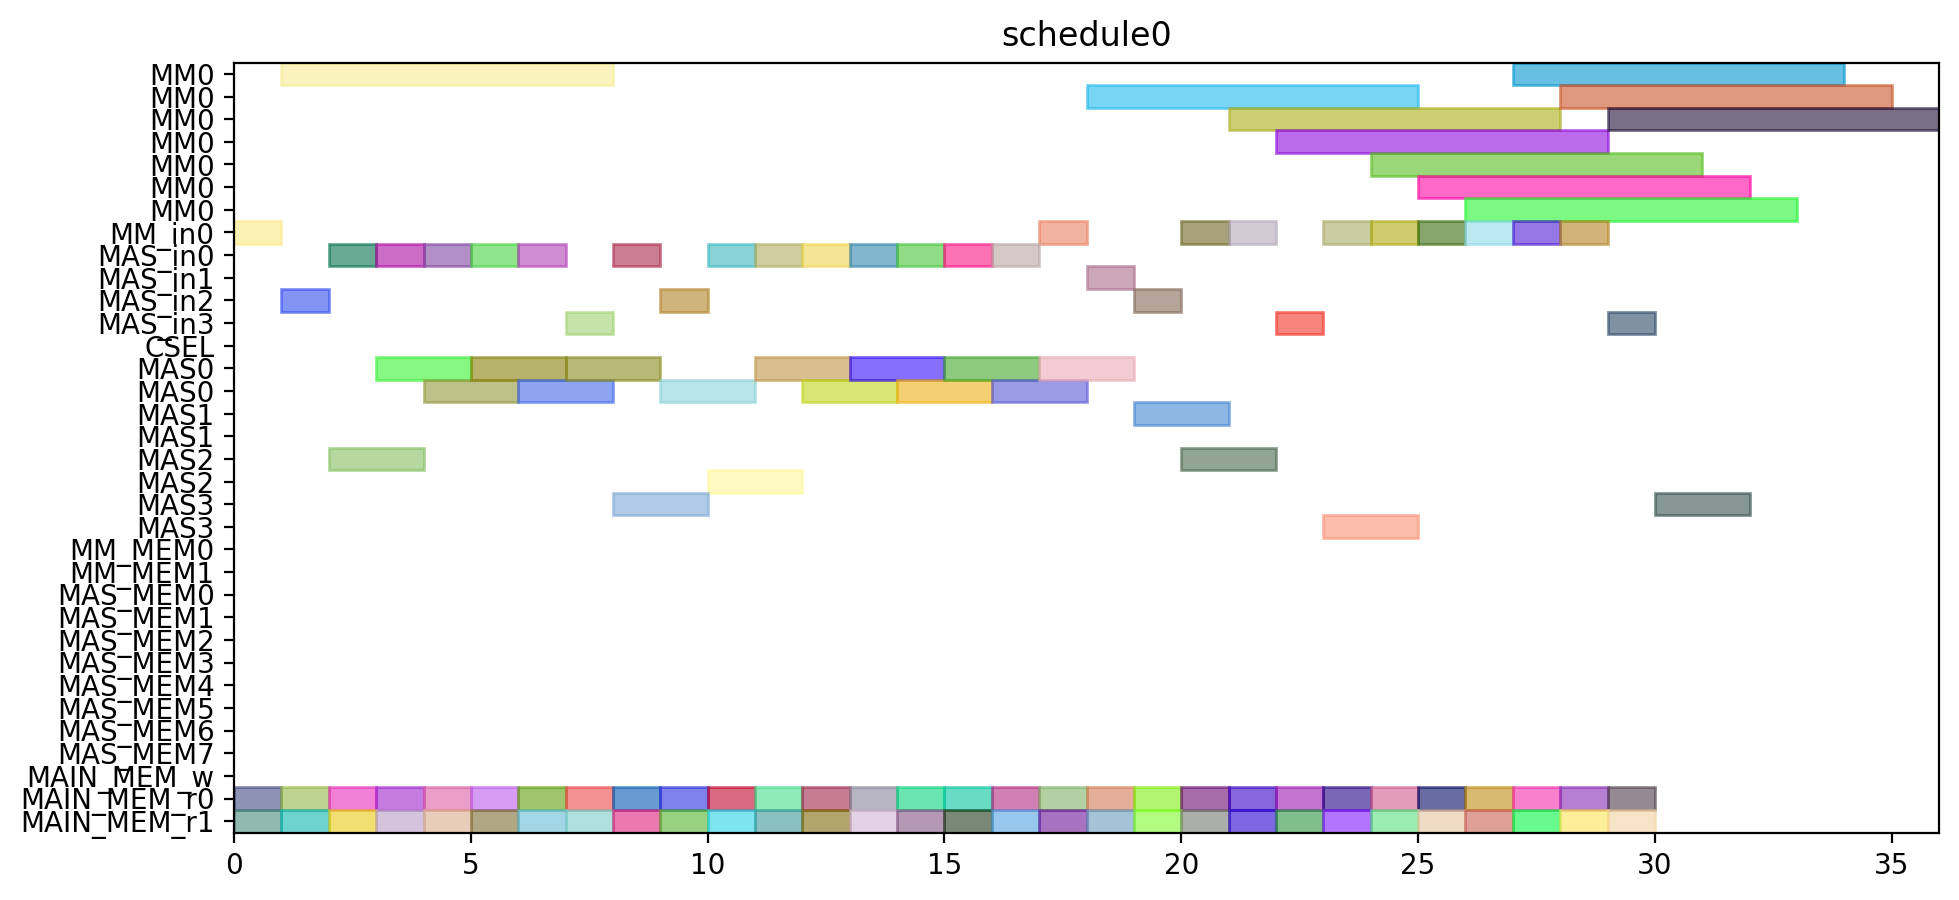 schedule0
MM0
MM0
MM0
MM0
MM0
MM0
MM0
MM_in0
MAS_in0
MAS_in1
MAS_in2
MAS_in3
CSEL
MAS0
MAS0
MAS1
MAS1
MAS2
MAS2
MAS3
MAS3
MM_MEM0
MM_MEM1
MAS_MEM0
MAS_MEM1
MAS_MEM2
MAS_MEM3
MAS_MEM4
MAS_MEM5
MAS_MEM6
MAS_MEM7
MAIN_MEM_w
MAIN_MEM_r0
MAIN_MEM_r1
0 5 10 15 20 25 30 35